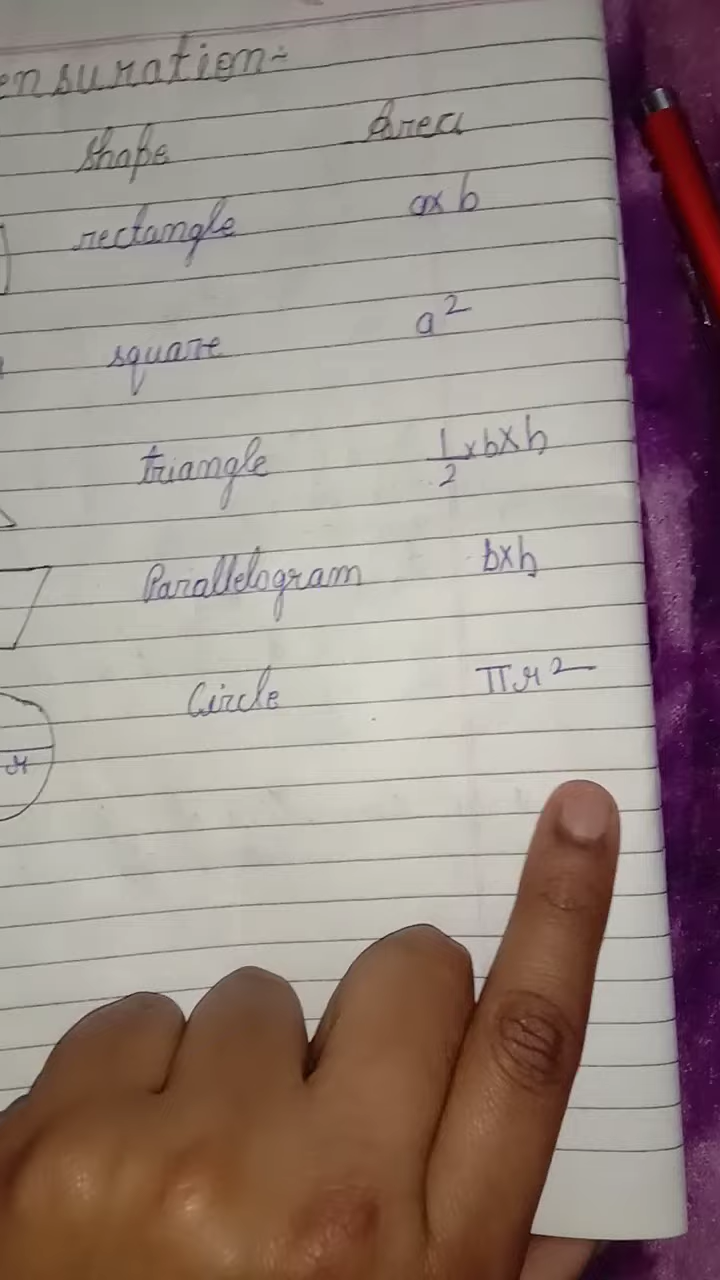 ensuration:-
Shape Area
rectangle a×b
square a²
triangle 1/2×b×h
Parallelogram b×h
Circle πr²
r